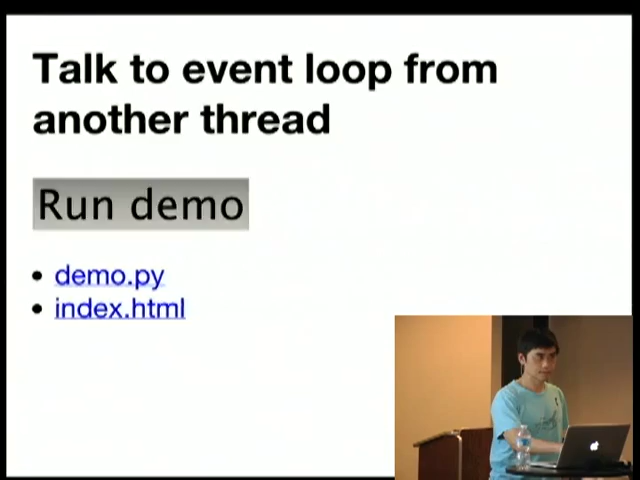 Talk to event loop from
another thread
Run demo
demo.py
index.html